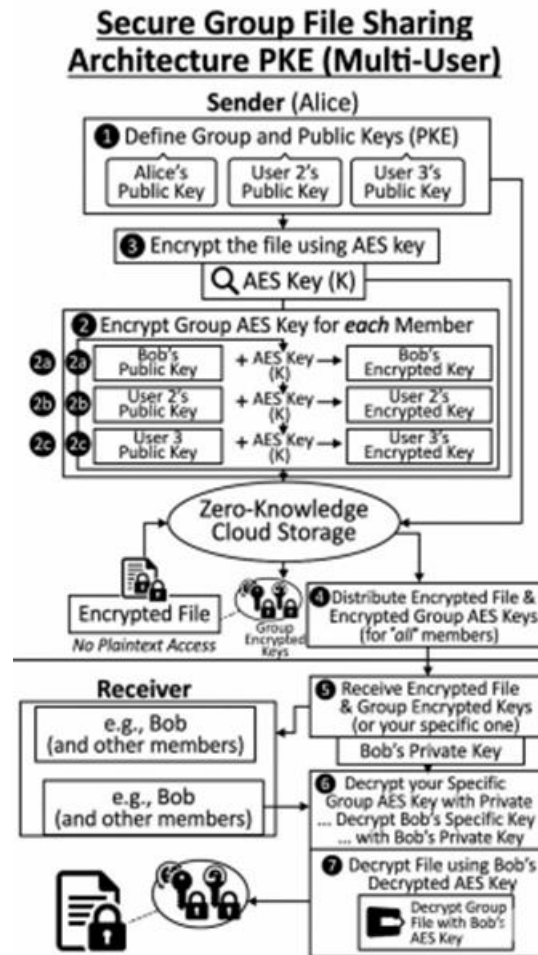 Secure Group File Sharing
Architecture PKE (Multi-User)
Sender (Alice)
1 Define Group and Public Keys (PKE)
Alice's
Public Key
User 2's
Public Key
User 3's
Public Key
3 Encrypt the file using AES key
AES Key (K)
2 Encrypt Group AES Key for each Member
2a 2a Bob's
Public Key
+ AES Key
(K)
Bob's
Encrypted Key
2b 2b User 2's
Public Key
+ AES Key
(K)
User 2's
Encrypted Key
2c 2c User 3
Public Key
+ AES Key
(K)
User 3's
Encrypted Key
Zero-Knowledge
Cloud Storage
Encrypted File
No Plaintext Access
Group
Encrypted
Keys
4 Distribute Encrypted File &
Encrypted Group AES Keys
(for "all" members)
Receiver
e.g., Bob
(and other members)
e.g., Bob
(and other members)
5 Receive Encrypted File
& Group Encrypted Keys
(or your specific one)
Bob's Private Key
6 Decrypt your Specific
Group AES Key with Private
... Decrypt Bob's Specific Key
... with Bob's Private Key
7 Decrypt File using Bob's
Decrypted AES Key
Decrypt Group
File with Bob's
AES Key